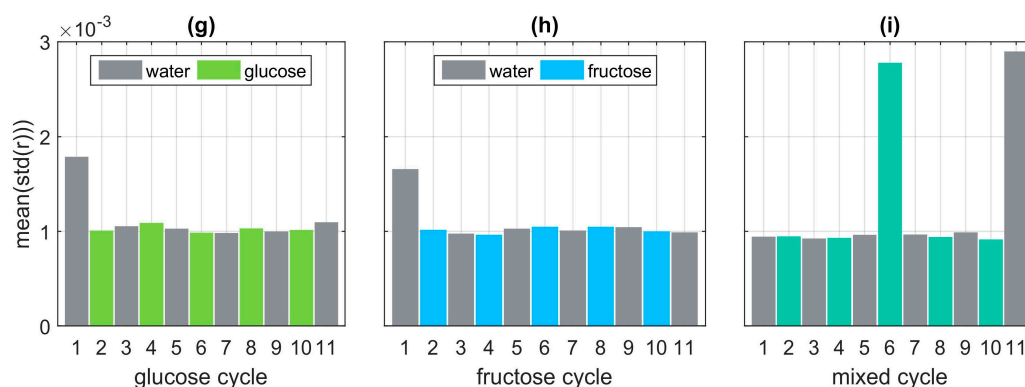 ×10⁻³
(g)
(h)
(i)
3
2
1
0
mean(std(r)))
water glucose
water fructose
1 2 3 4 5 6 7 8 9 10 11
1 2 3 4 5 6 7 8 9 10 11
1 2 3 4 5 6 7 8 9 10 11
glucose cycle
fructose cycle
mixed cycle